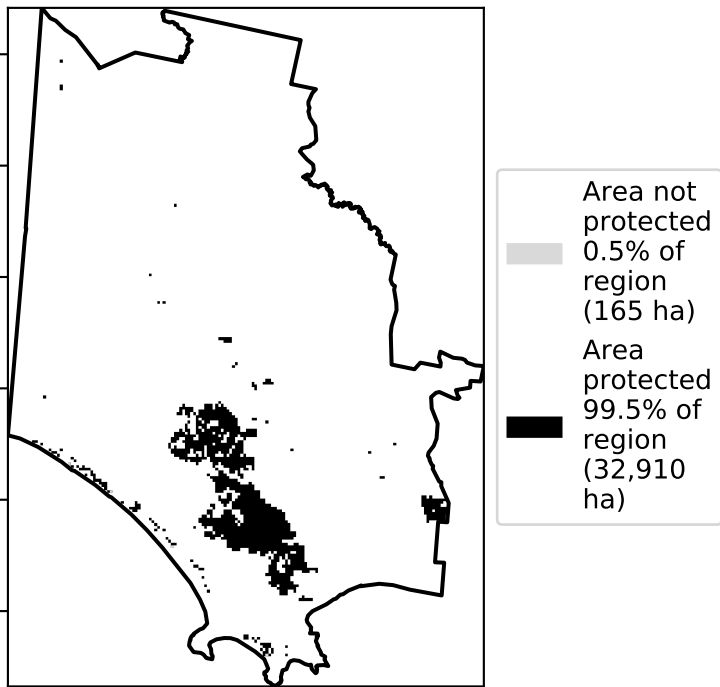 Area not
protected
0.5% of
region
(165 ha)
Area
protected
99.5% of
region
(32,910
ha)